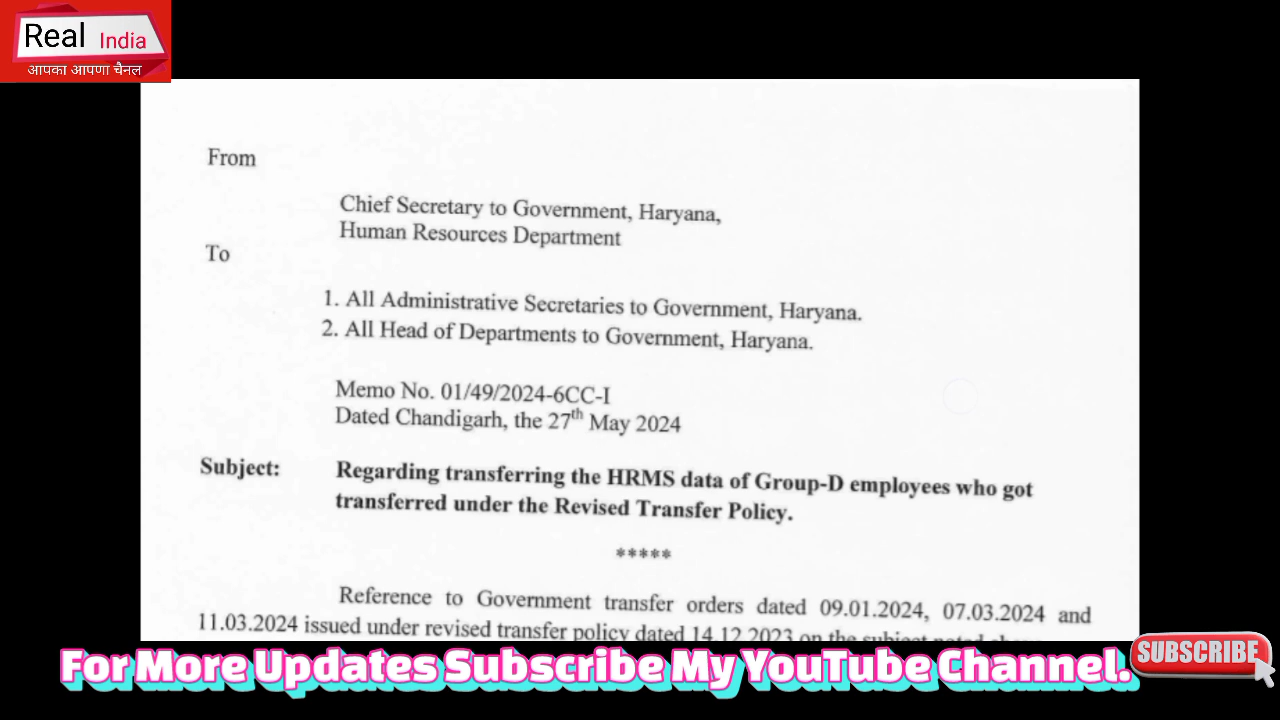 Real India
आपका आपणा चैनल
From
Chief Secretary to Government, Haryana,
Human Resources Department
To
1. All Administrative Secretaries to Government, Haryana.
2. All Head of Departments to Government, Haryana.
Memo No. 01/49/2024-6CC-I
Dated Chandigarh, the 27th May 2024
Subject: Regarding transferring the HRMS data of Group-D employees who got
transferred under the Revised Transfer Policy.
*****
Reference to Government transfer orders dated 09.01.2024, 07.03.2024 and
11.03.2024 issued under revised transfer policy dated 14.12.2023 on the subject noted
For More Updates Subscribe My YouTube Channel.
SUBSCRIBE